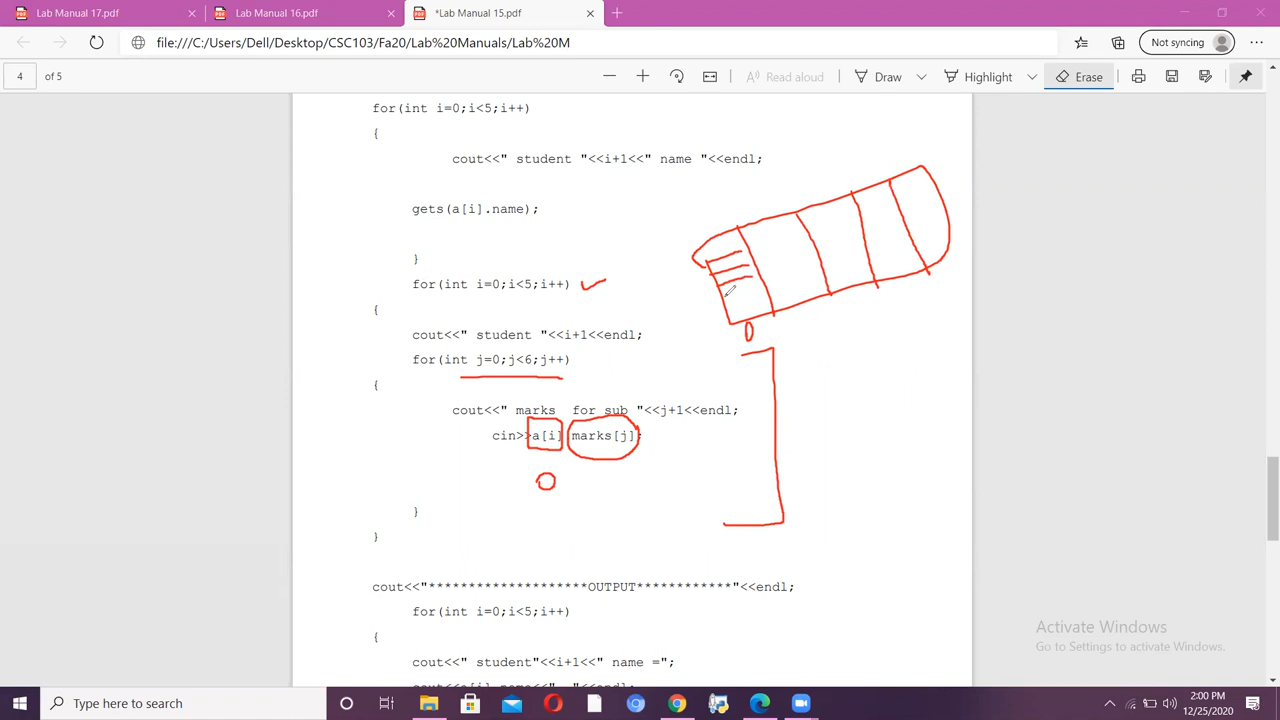 Lab Manual 17.pdf
Lab Manual 16.pdf
*Lab Manual 15.pdf
file:///C:/Users/Dell/Desktop/CSC103/Fa20/Lab%20Manuals/Lab%20M
Not syncing
4 of 5
Read aloud
Draw
Highlight
Erase
for(int i=0;i<5;i++)
{
cout<<" student "<<i+1<<" name "<<endl;
gets(a[i].name);
}
for(int i=0;i<5;i++)
{
cout<<" student "<<i+1<<endl;
for(int j=0;j<6;j++)
{
cout<<" marks  for sub "<<j+1<<endl;
cin>>a[i].marks[j];
0
0
}
}
cout<<"********************OUTPUT************"<<endl;
for(int i=0;i<5;i++)
{
cout<<" student"<<i+1<<" name =";
Activate Windows
Go to Settings to activate Windows.
Type here to search
2:00 PM
12/25/2020